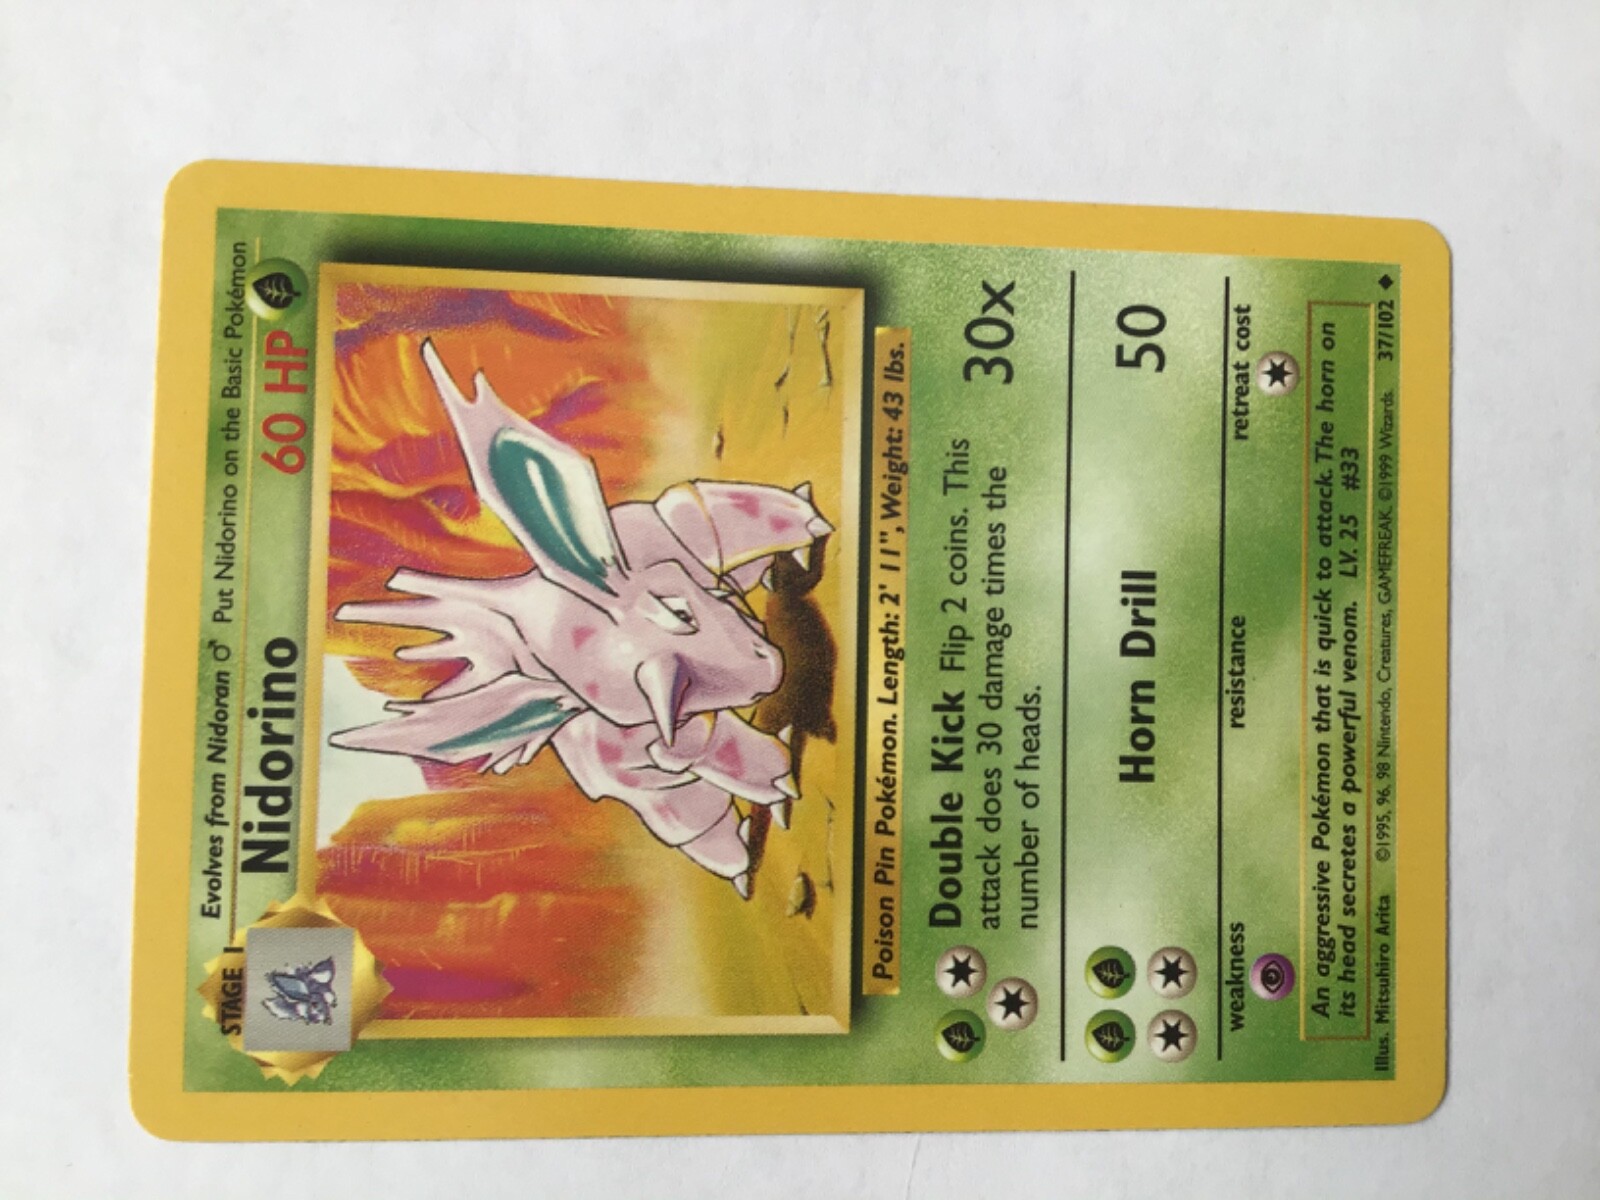 STAGE 1
Evolves from Nidoran ♂ Put Nidorino on the Basic Pokémon
Nidorino 60 HP
Poison Pin Pokémon. Length: 2' 11", Weight: 43 lbs.
Double Kick Flip 2 coins. This
attack does 30 damage times the
number of heads.
30x
Horn Drill 50
weakness resistance retreat cost
An aggressive Pokémon that is quick to attack. The horn on
its head secretes a powerful venom. LV. 25 #33
Illus. Mitsuhiro Arita ©1995, 96, 98 Nintendo, Creatures, GAMEFREAK. ©1999 Wizards. 37/102 ◆